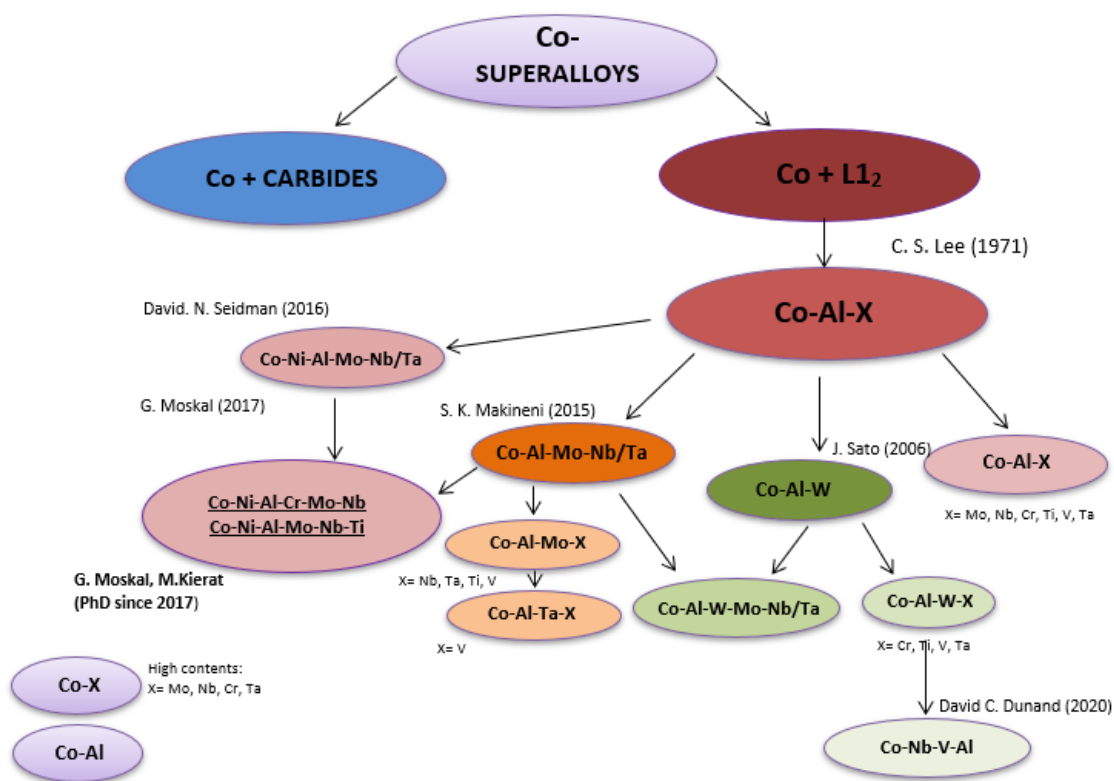 Co-
SUPERALLOYS
Co + CARBIDES
Co + L1₂
C. S. Lee (1971)
Co-Al-X
David. N. Seidman (2016)
Co-Ni-Al-Mo-Nb/Ta
G. Moskal (2017)
S. K. Makineni (2015)
Co-Al-Mo-Nb/Ta
J. Sato (2006)
Co-Al-W
Co-Al-X
X= Mo, Nb, Cr, Ti, V, Ta
Co-Ni-Al-Cr-Mo-Nb
Co-Ni-Al-Mo-Nb-Ti
G. Moskal, M.Kierat
(PhD since 2017)
Co-Al-Mo-X
X= Nb, Ta, Ti, V
Co-Al-Ta-X
X= V
Co-Al-W-Mo-Nb/Ta
Co-Al-W-X
X= Cr, Ti, V, Ta
David C. Dunand (2020)
Co-Nb-V-Al
Co-X
High contents:
X= Mo, Nb, Cr, Ta
Co-Al